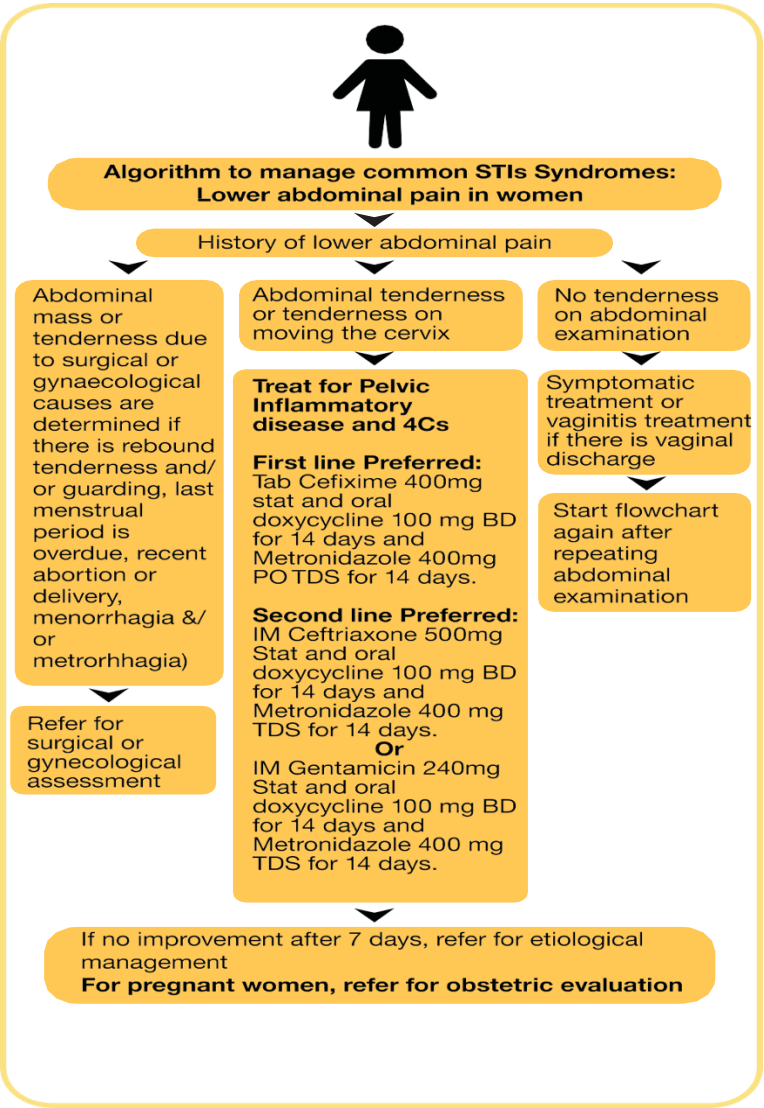 Algorithm to manage common STIs Syndromes:
Lower abdominal pain in women
History of lower abdominal pain
Abdominal
mass or
tenderness due
to surgical or
gynaecological
causes are
determined if
there is rebound
tenderness and/
or guarding, last
menstrual
period is
overdue, recent
abortion or
delivery,
menorrhagia &/
or
metrorhhagia)
Refer for
surgical or
gynecological
assessment
Abdominal tenderness
or tenderness on
moving the cervix
Treat for Pelvic
Inflammatory
disease and 4Cs
First line Preferred:
Tab Cefixime 400mg
stat and oral
doxycycline 100 mg BD
for 14 days and
Metronidazole 400mg
PO TDS for 14 days.
Second line Preferred:
IM Ceftriaxone 500mg
Stat and oral
doxycycline 100 mg BD
for 14 days and
Metronidazole 400 mg
TDS for 14 days.
Or
IM Gentamicin 240mg
Stat and oral
doxycycline 100 mg BD
for 14 days and
Metronidazole 400 mg
TDS for 14 days.
No tenderness
on abdominal
examination
Symptomatic
treatment or
vaginitis treatment
if there is vaginal
discharge
Start flowchart
again after
repeating
abdominal
examination
If no improvement after 7 days, refer for etiological
management
For pregnant women, refer for obstetric evaluation